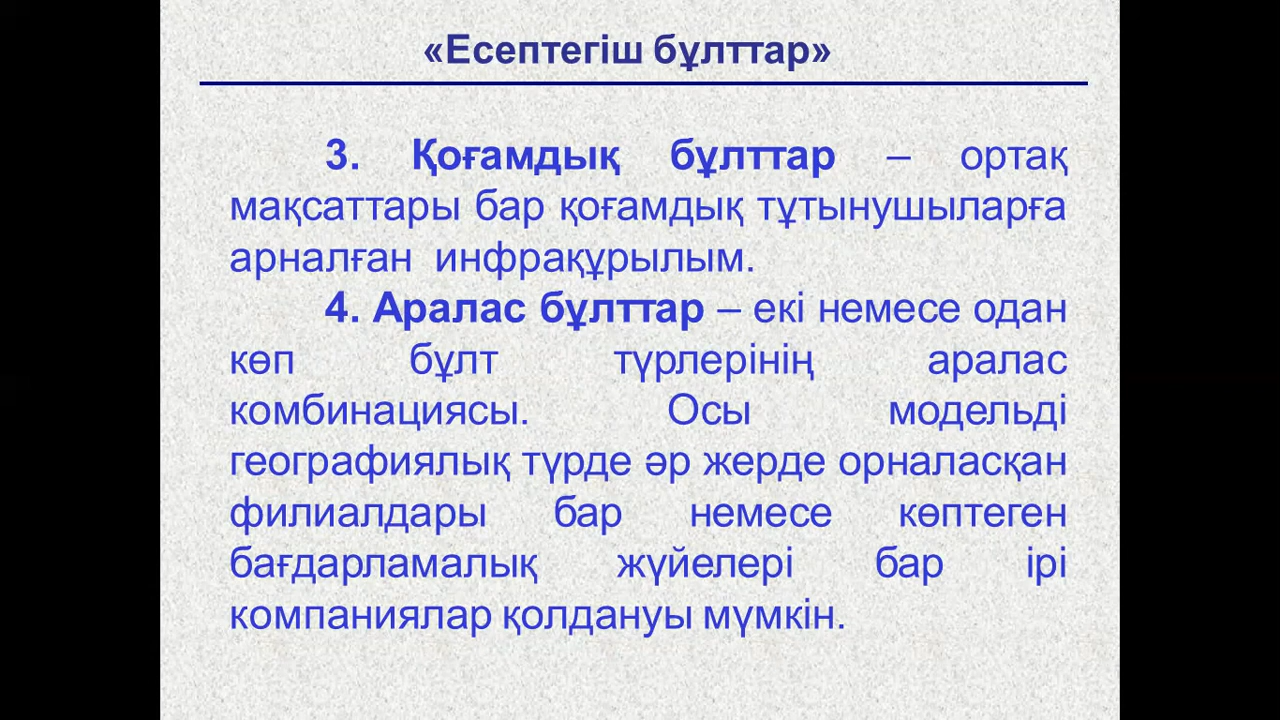 «Есептегіш бұлттар»
3. Қоғамдық бұлттар – ортақ
мақсаттары бар қоғамдық тұтынушыларға
арналған инфрақұрылым.
4. Аралас бұлттар – екі немесе одан
көп бұлт түрлерінің аралас
комбинациясы. Осы модельді
географиялық түрде әр жерде орналасқан
филиалдары бар немесе көптеген
бағдарламалық жүйелері бар ірі
компаниялар қолдануы мүмкін.